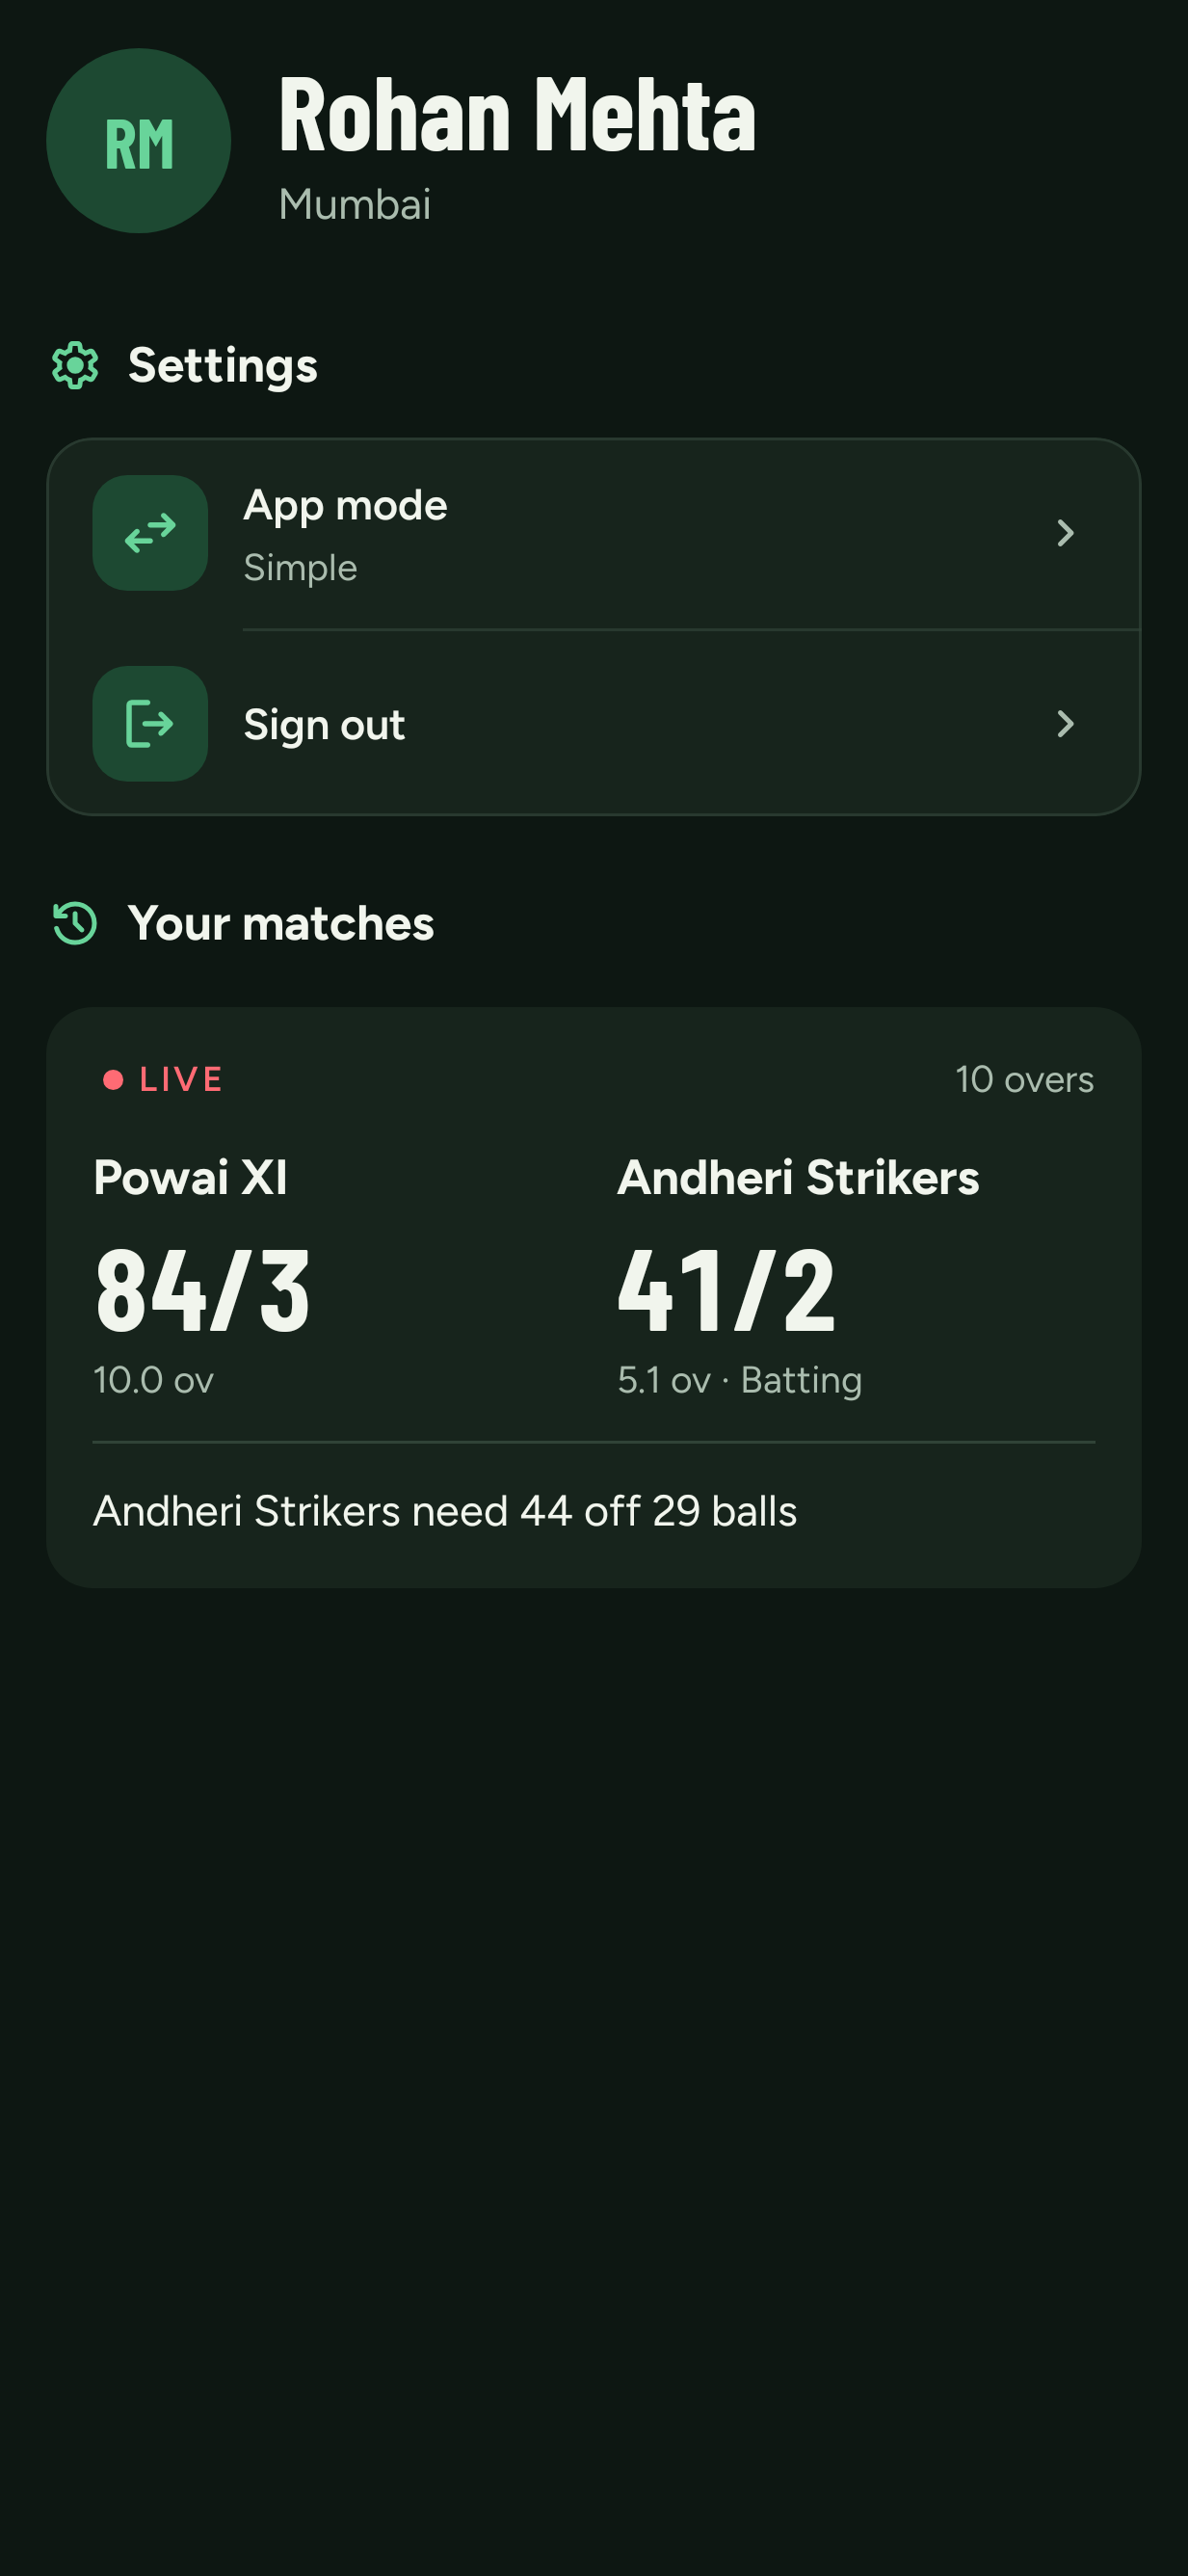 RM
Rohan Mehta
Mumbai
Settings
App mode
Simple
Sign out
Your matches
LIVE
10 overs
Powai XI
Andheri Strikers
84/3
41/2
10.0 ov
5.1 ov · Batting
Andheri Strikers need 44 off 29 balls